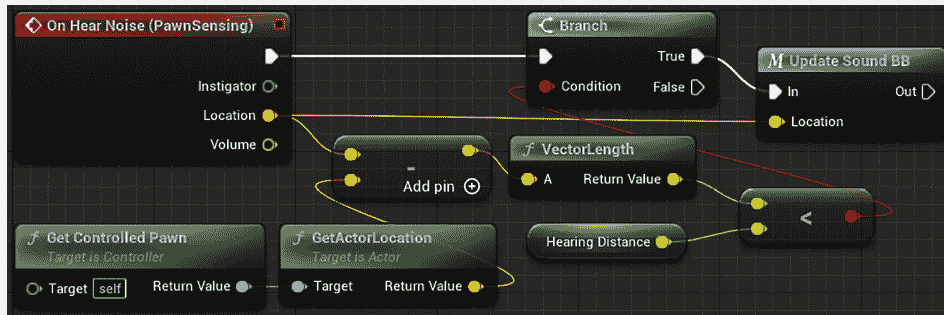 On Hear Noise (PawnSensing)
Instigator
Location
Volume
Branch
True
Condition
False
Update Sound BB
In
Out
Location
-
Add pin +
VectorLength
A
Return Value
<
Hearing Distance
Get Controlled Pawn
Target is Controller
Target self
Return Value
GetActorLocation
Target is Actor
Target
Return Value